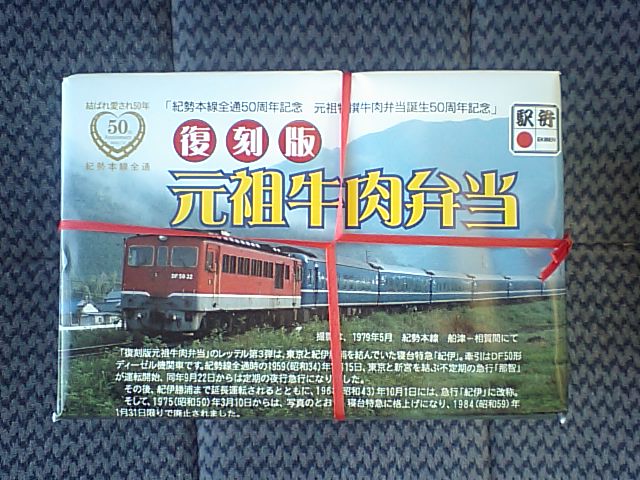 結ばれ愛され50年
50
紀勢本線全通
「紀勢本線全通50周年記念 元祖特撰牛肉弁当誕生50周年記念」
駅弁
EKIBEN
復刻版
元祖牛肉弁当
DF50 32
撮影は、1979年5月 紀勢本線 船津－相賀間にて
「復刻版元祖牛肉弁当」のレッテル第3弾は、東京と紀伊勝浦を結んでいた寝台特急「紀伊」。牽引はDF50形
ディーゼル機関車です。紀勢線全通時の1959(昭和34)年 月15日、東京と新宮を結ぶ不定期の急行「那智」
が運転開始、同年9月22日からは定期の夜行急行になりました。
その後、紀伊勝浦まで延長運転されるとともに、1968(昭和43)年10月1日には、急行「紀伊」に改称。
そして、1975(昭和50)年3月10日からは、写真のとおり寝台特急に格上げになり、1984(昭和59)年
1月31日限りで廃止されました。